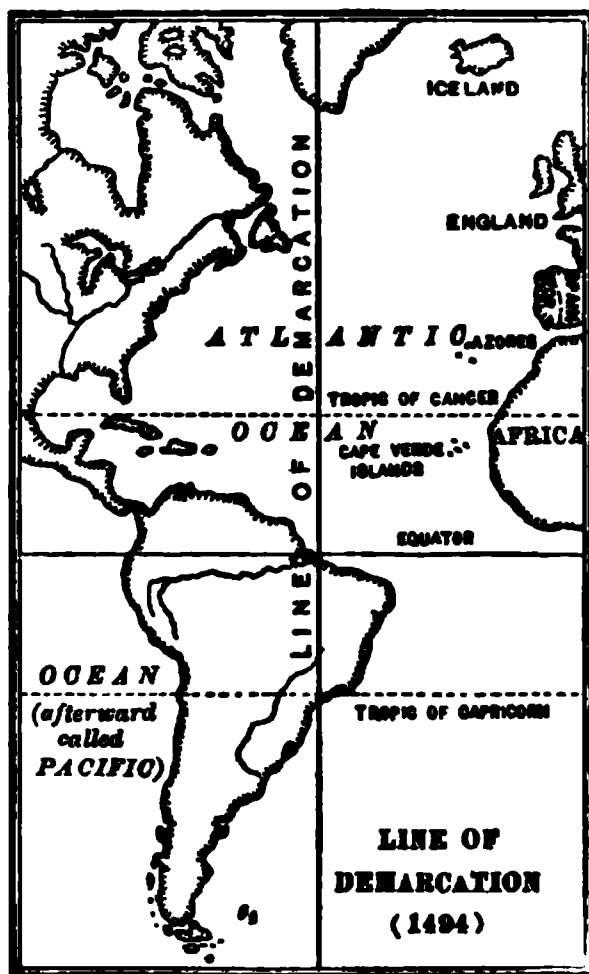 ICELAND
ENGLAND
ATLANTIC
AZORES
TROPIC OF CANCER
OCEAN
AFRICA
CAPE VERDE
ISLANDS
EQUATOR
LINE OF DEMARCATION
OCEAN
(afterward
called
PACIFIC)
TROPIC OF CAPRICORN
LINE OF
DEMARCATION
(1494)